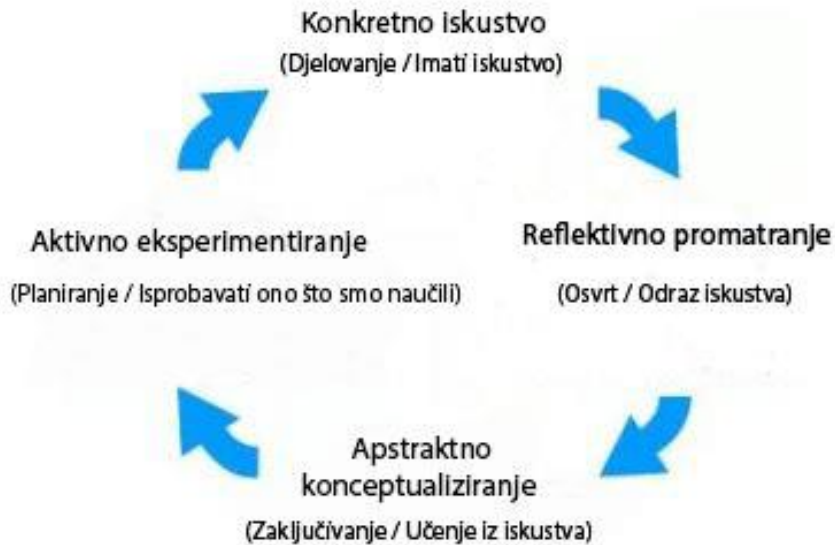 Konkretno iskustvo
(Djelovanje / Imati iskustvo)
Aktivno eksperimentiranje
(Planiranje / Isprobavati ono što smo naučili)
Reflektivno promatranje
(Osvrt / Odraz iskustva)
Apstraktno
konceptualiziranje
(Zaključívanje / Učenje iz iskustva)